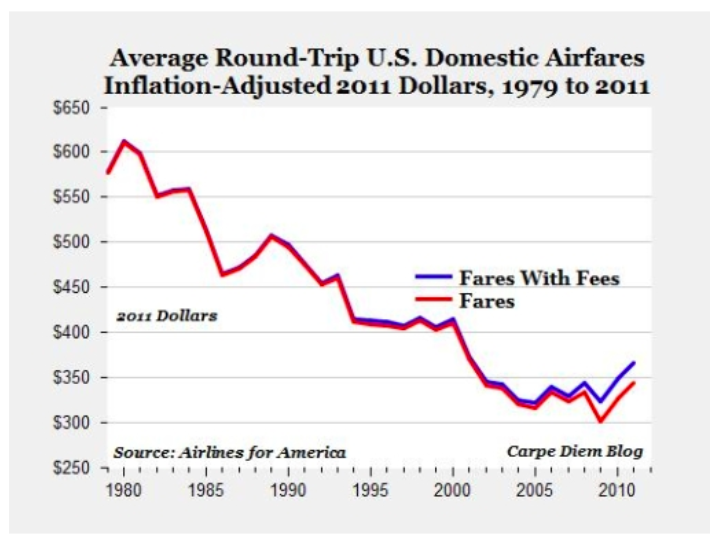 Average Round-Trip U.S. Domestic Airfares
Inflation-Adjusted 2011 Dollars, 1979 to 2011
$650
$600
$550
$500
$450
$400
$350
$300
$250
Fares With Fees
Fares
2011 Dollars
Source: Airlines for America
Carpe Diem Blog
1980 1985 1990 1995 2000 2005 2010